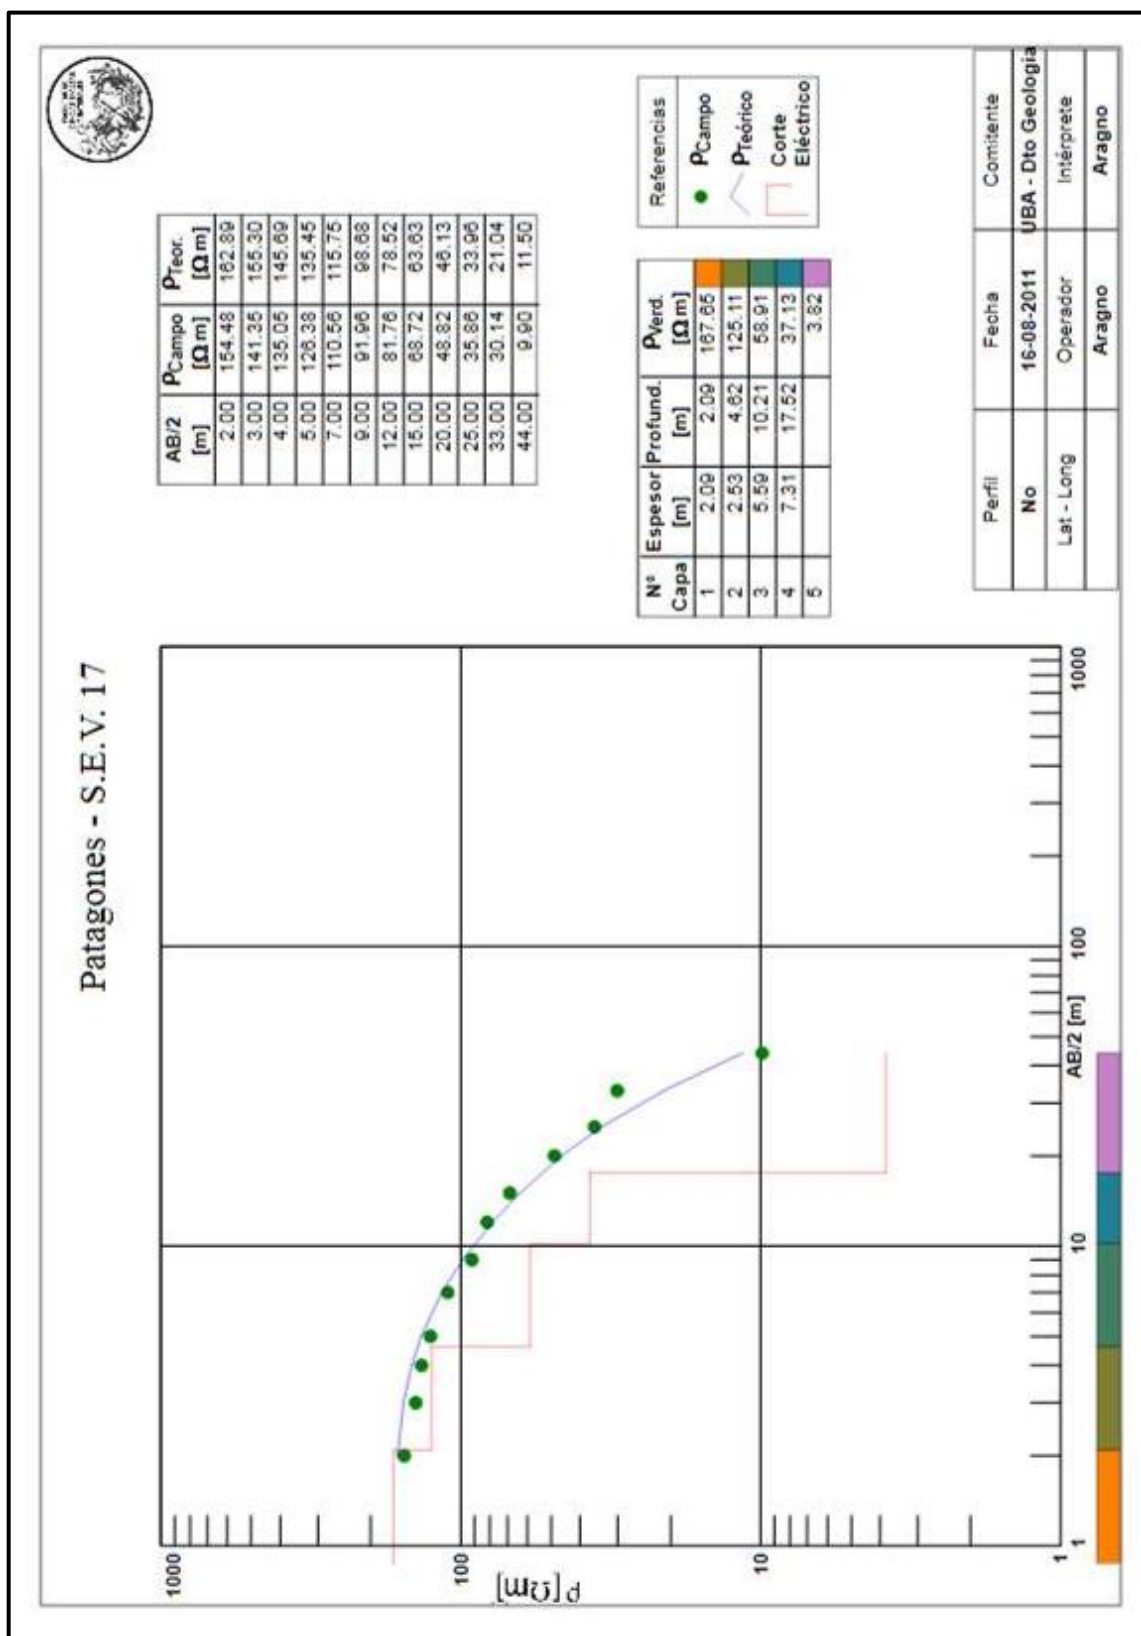 Patagones - S.E.V. 17
ρ [Ωm]
1000
100
10
1
1
10
100
1000
AB/2 [m]
AB/2 [m] ρCampo [Ωm] ρTeor. [Ωm]
2.00 154.48 162.89
3.00 141.35 155.30
4.00 135.05 145.69
5.00 126.38 135.45
7.00 110.56 115.75
9.00 91.96 98.68
12.00 81.76 78.52
15.00 68.72 63.63
20.00 48.82 46.13
25.00 35.86 33.96
33.00 30.14 21.04
44.00 9.90 11.50
Nº Capa Espesor [m] Profund. [m] ρVerd. [Ωm]
1 2.09 2.09 167.65
2 2.53 4.62 125.11
3 5.59 10.21 58.91
4 7.31 17.52 37.13
5 3.82
Referencias
ρCampo
ρTeórico
Corte Eléctrico
Perfil Fecha Comitente
No 16-08-2011 UBA - Dto Geologia
Lat - Long Operador Intérprete
Aragno Aragno